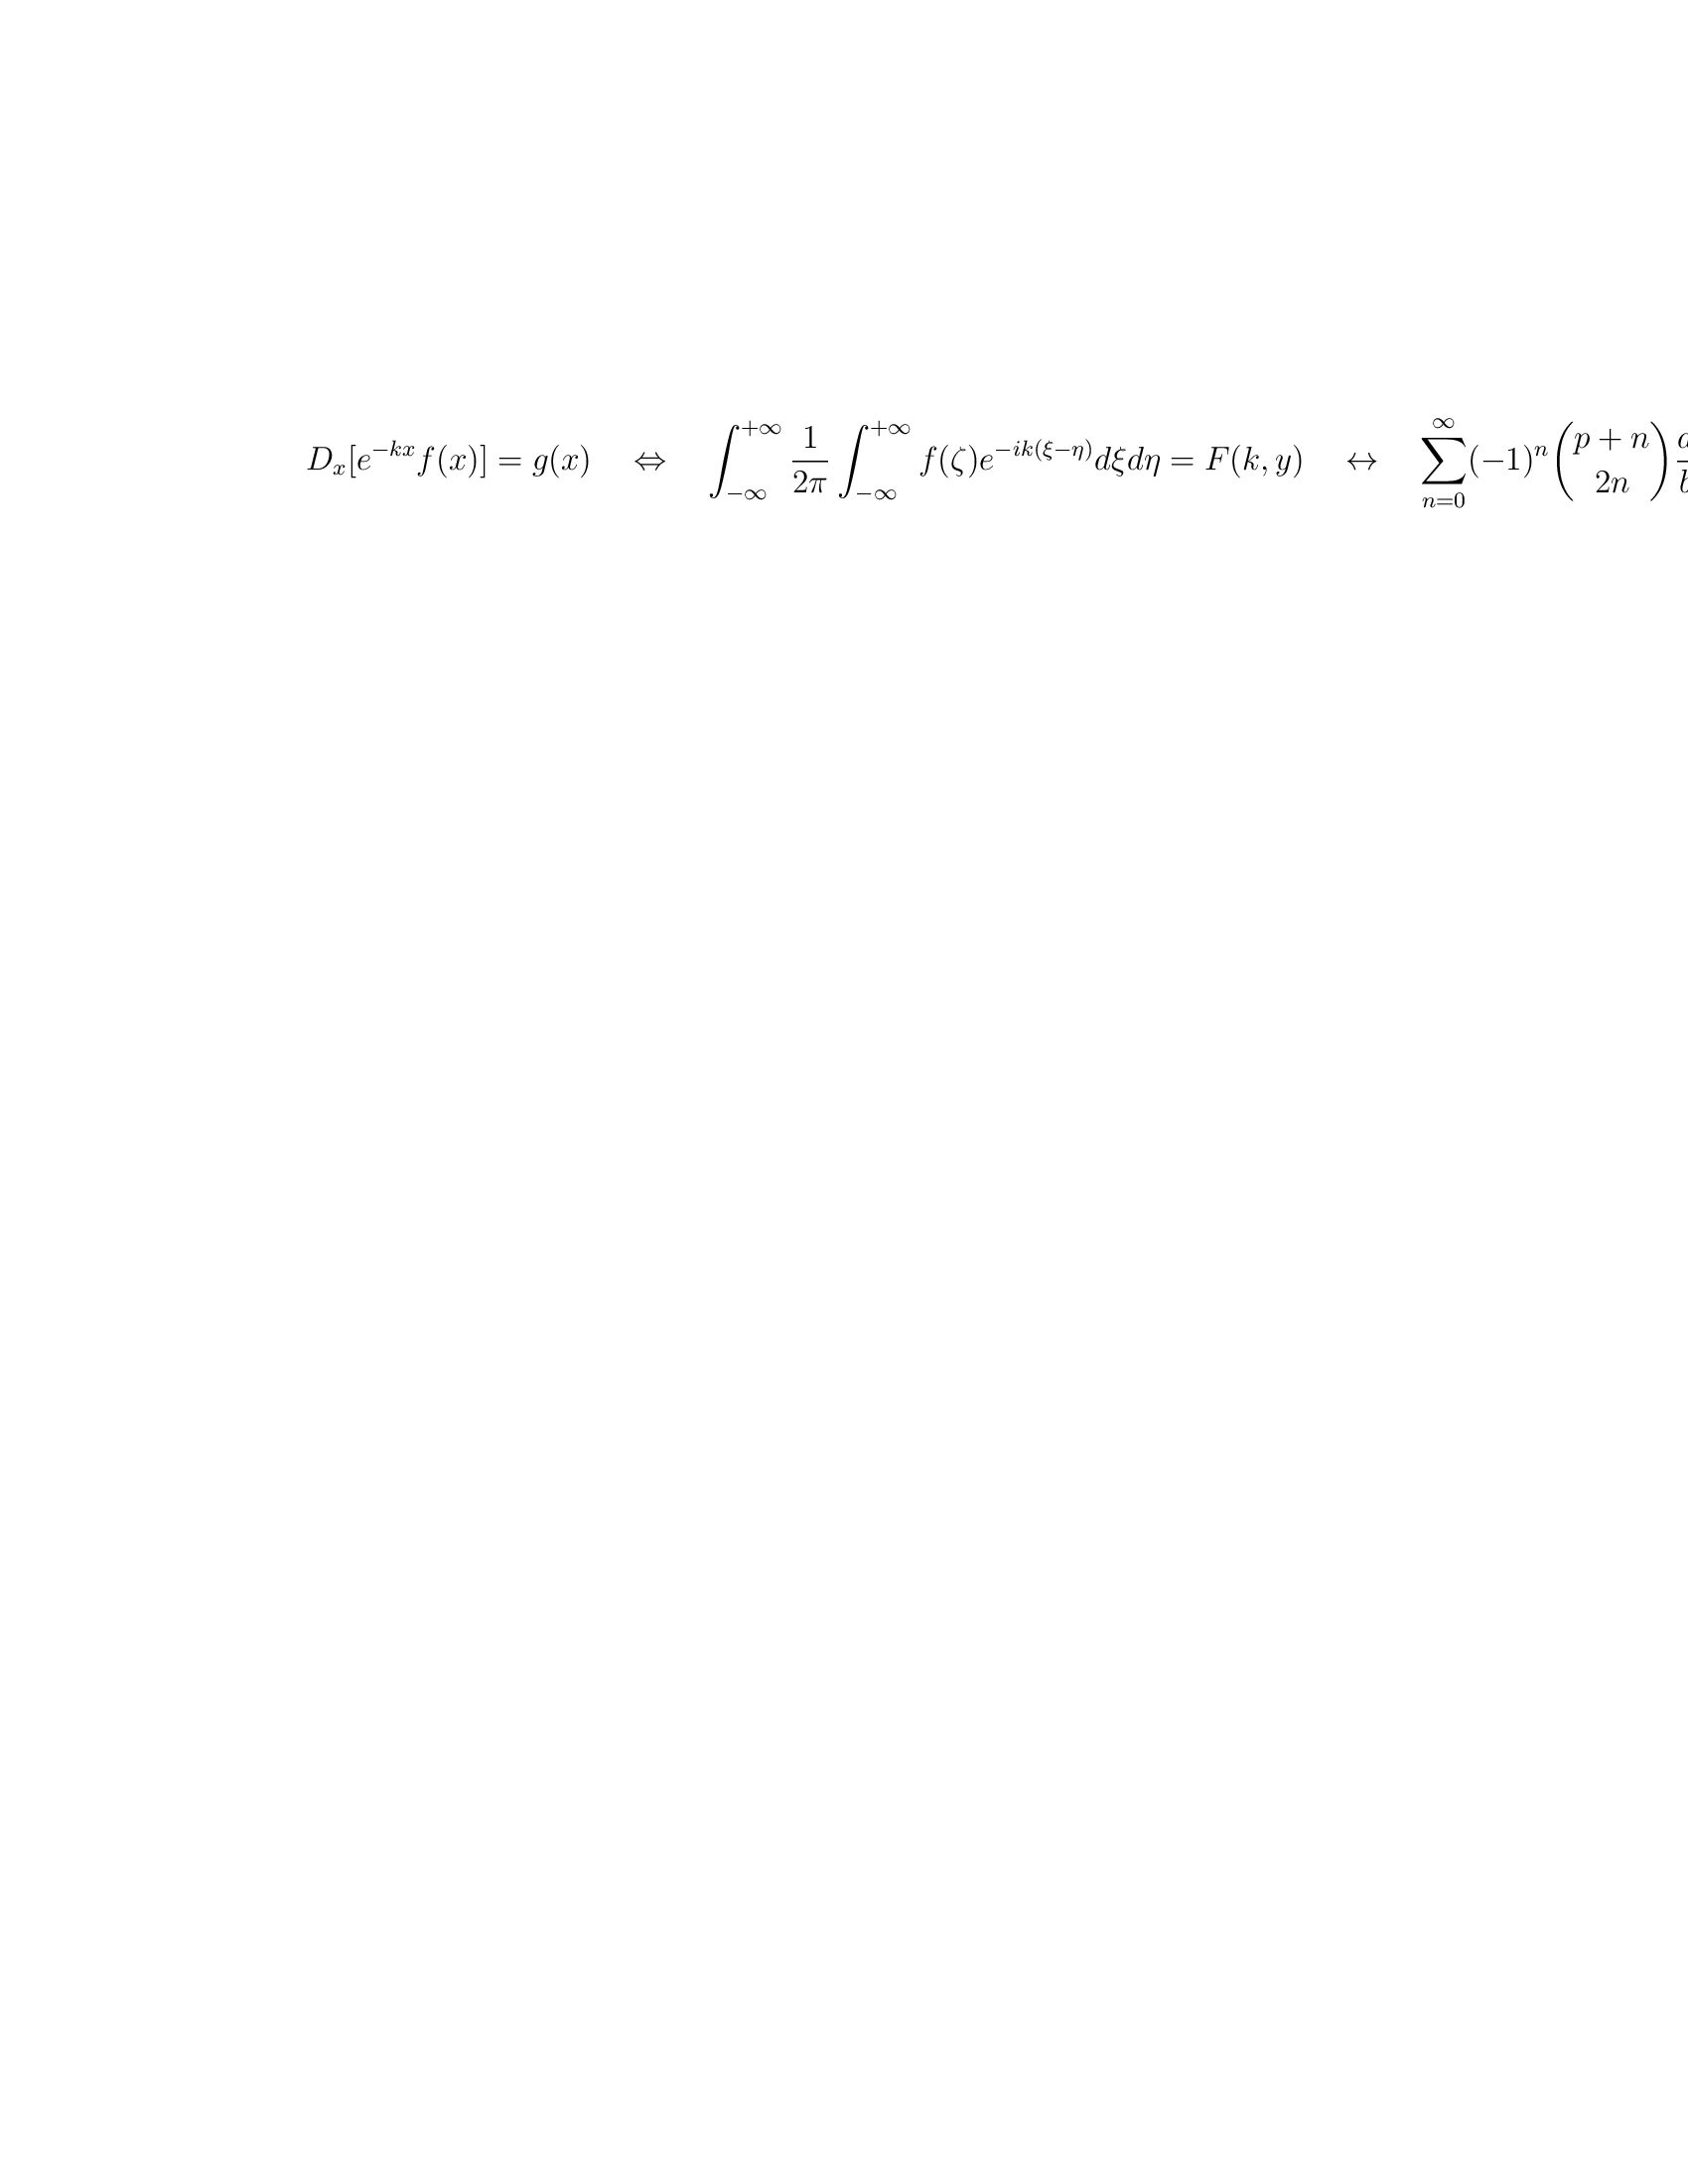 $D_x[e^{-kx}f(x)] = g(x) \quad \Leftrightarrow \quad \int_{-\infty}^{+\infty} \frac{1}{2\pi} \int_{-\infty}^{+\infty} f(\zeta)e^{-ik(\xi-\eta)}d\xi d\eta = F(k,y) \quad \leftrightarrow \quad \sum_{n=0}^{\infty}(-1)^n \binom{p+n}{2n}$